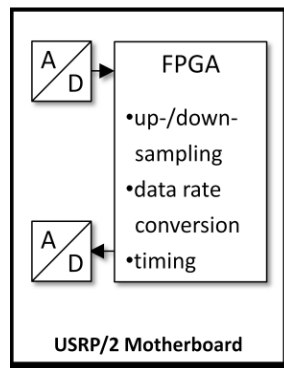 A
D
FPGA
•up-/down-
sampling
•data rate
conversion
•timing
A
D
USRP/2 Motherboard